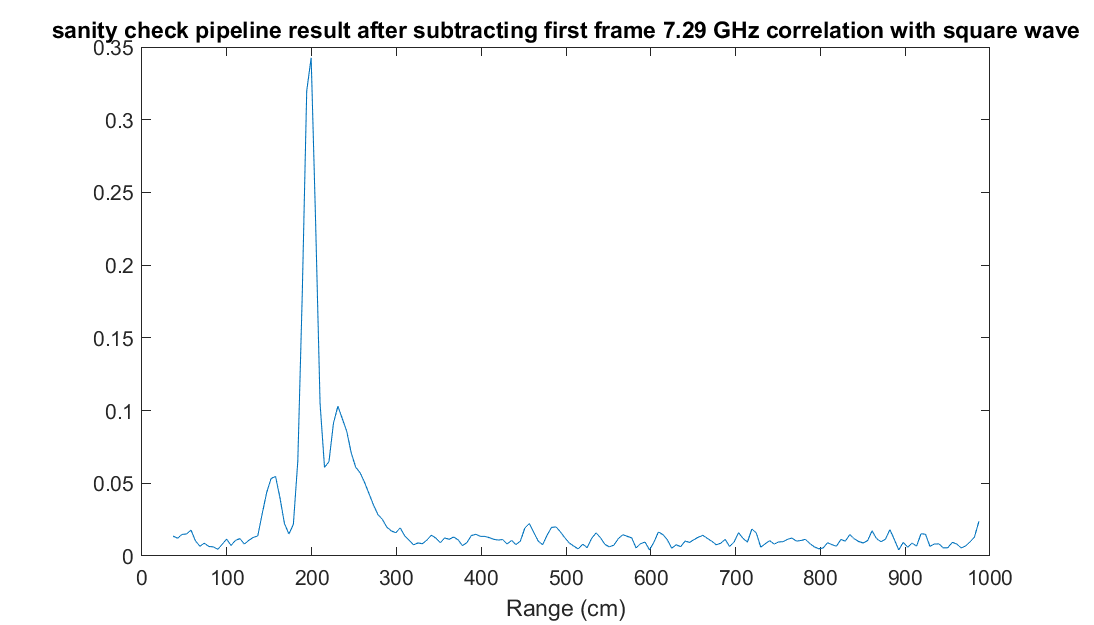 sanity check pipeline result after subtracting first frame 7.29 GHz correlation with square wave
0.35
0.3
0.25
0.2
0.15
0.1
0.05
0
0 100 200 300 400 500 600 700 800 900 1000
Range (cm)